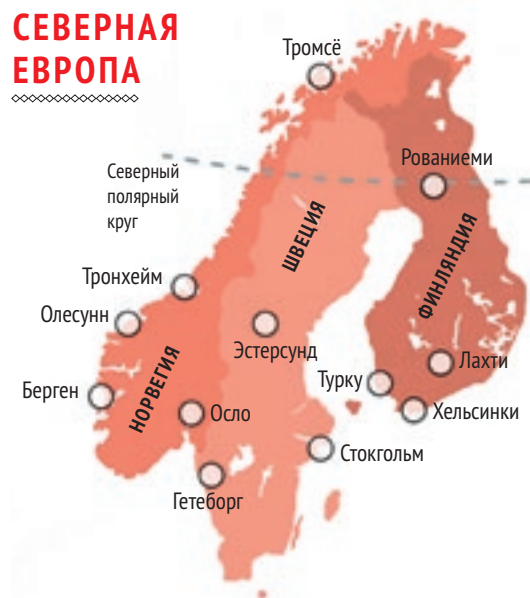 СЕВЕРНАЯ
ЕВРОПА
Тромсё
Северный
полярный
круг
Рованиеми
ШВЕЦИЯ
ФИНЛЯНДИЯ
Тронхейм
Олесунн
Эстерсунд
НОРВЕГИЯ
Лахти
Турку
Берген
Осло
Хельсинки
Стокгольм
Гетеборг